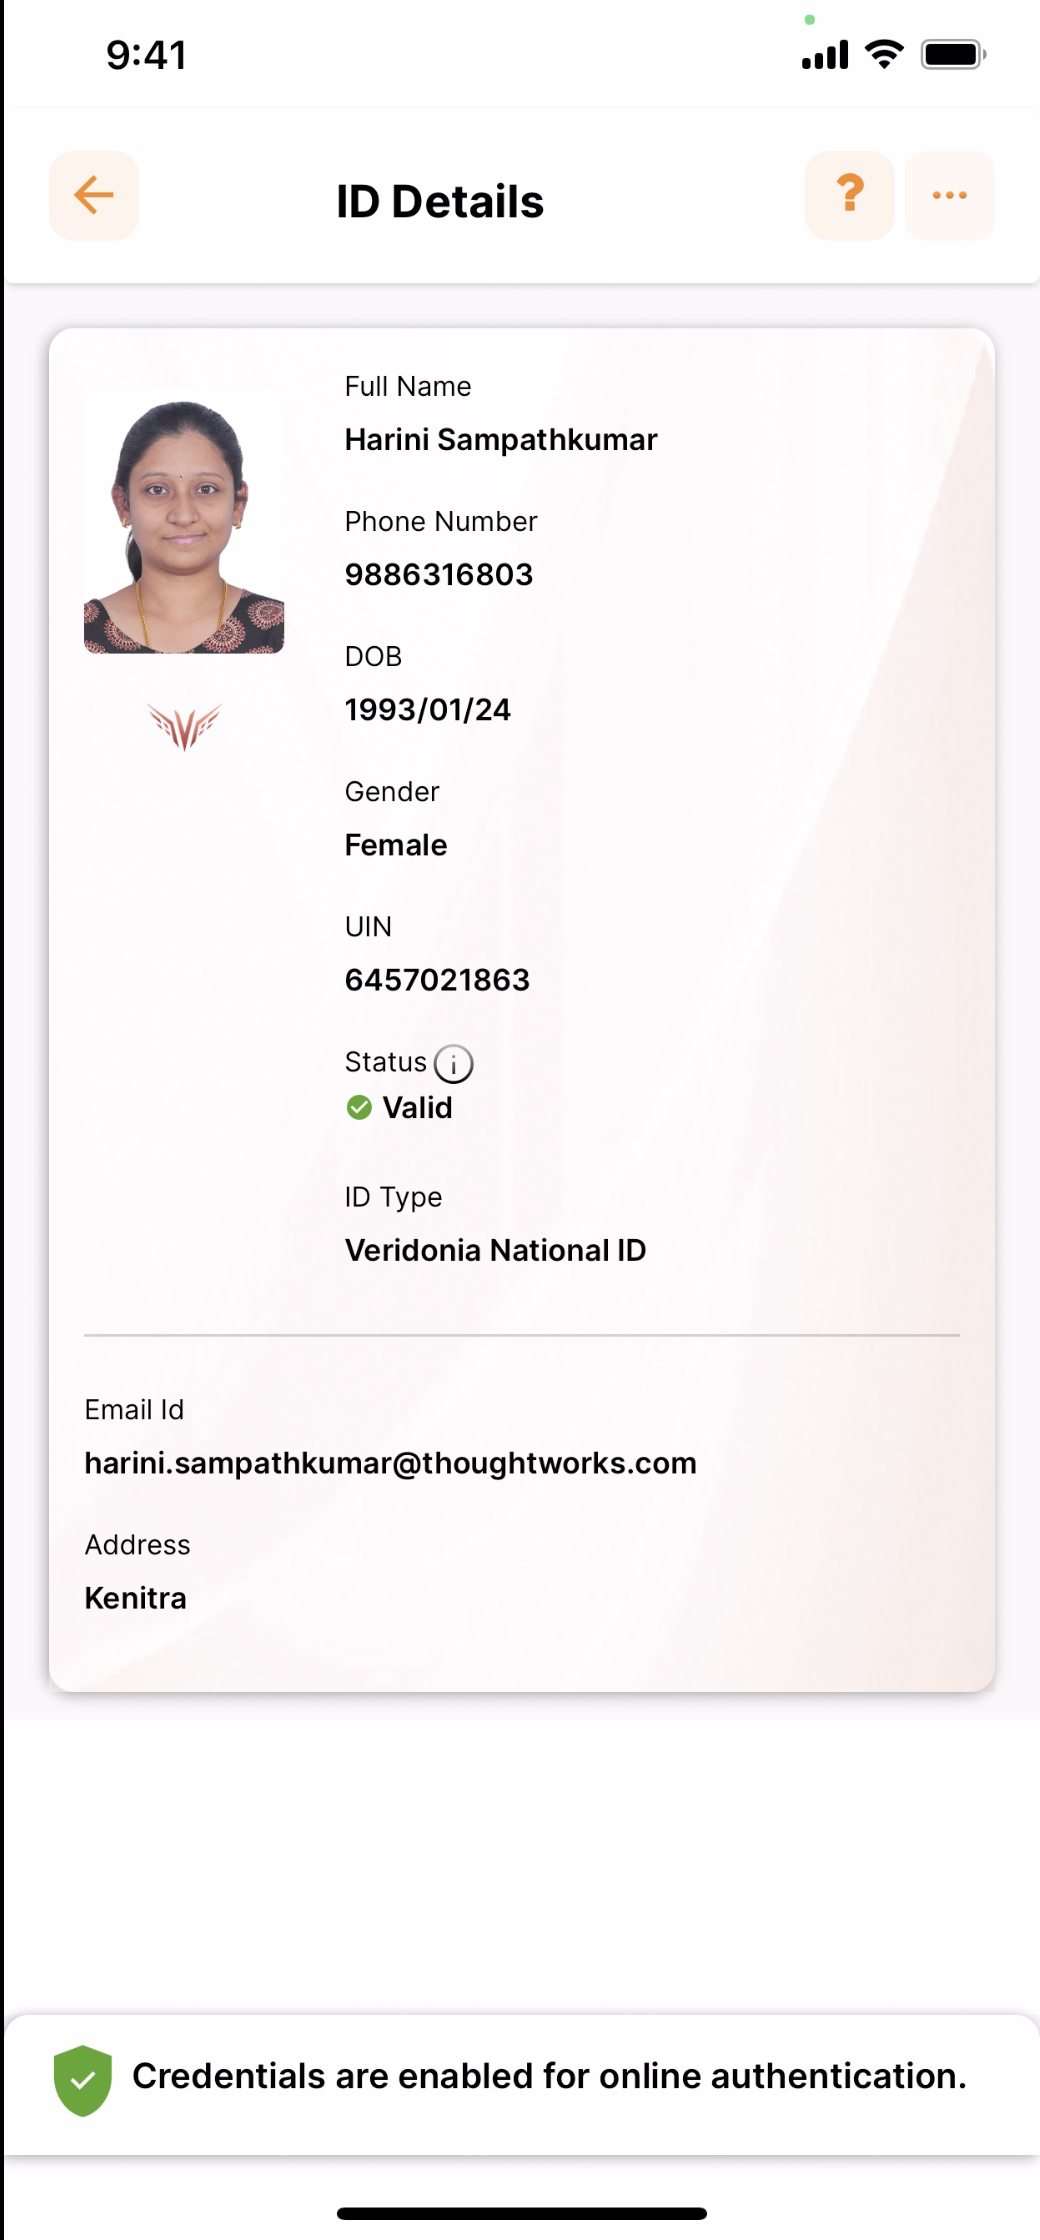 9:41
ID Details
?
Full Name
Harini Sampathkumar
Phone Number
9886316803
DOB
1993/01/24
Gender
Female
UIN
6457021863
Status
Valid
ID Type
Veridonia National ID
Email Id
harini.sampathkumar@thoughtworks.com
Address
Kenitra
Credentials are enabled for online authentication.